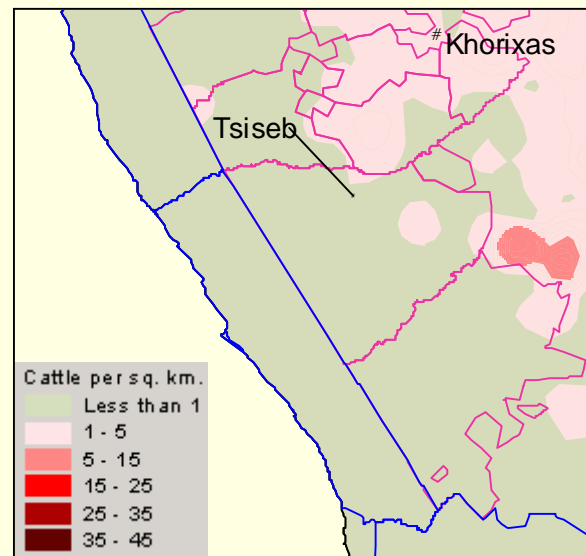 # Khorixas
Tsiseb
Cattle per sq. km.
Less than 1
1 - 5
5 - 15
15 - 25
25 - 35
35 - 45